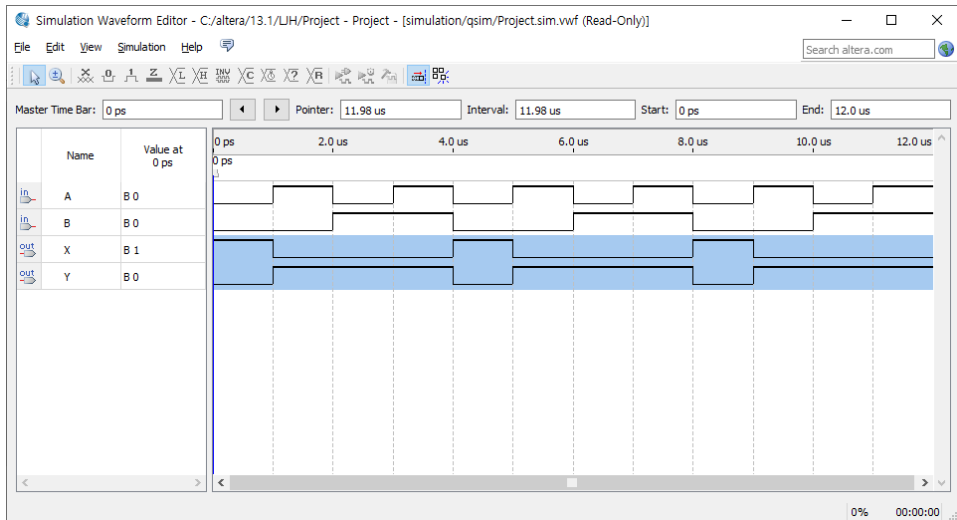 Simulation Waveform Editor - C:/altera/13.1/LJH/Project - Project - [simulation/qsim/Project.sim.vwf (Read-Only)]
File Edit View Simulation Help
Search altera.com
Master Time Bar: 0 ps Pointer: 11.98 us Interval: 11.98 us Start: 0 ps End: 12.0 us
Name Value at 0 ps
0 ps 2.0 us 4.0 us 6.0 us 8.0 us 10.0 us 12.0 us
0 ps
in A B 0
in B B 0
out X B 1
out Y B 0
0% 00:00:00